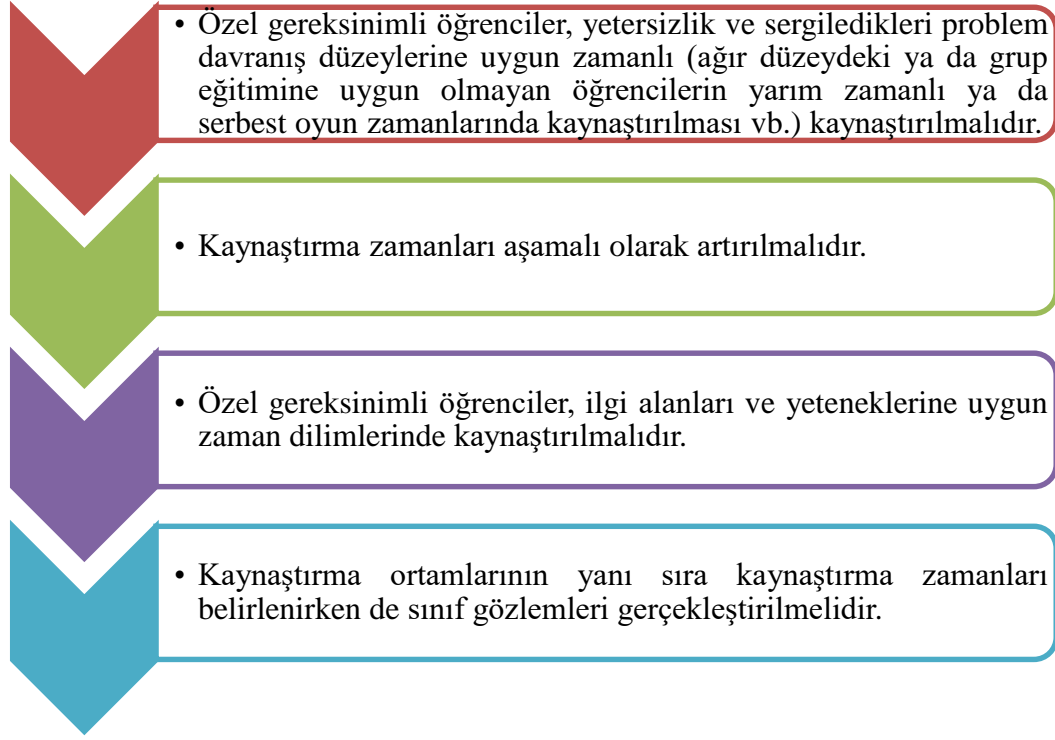 • Özel gereksinimli öğrenciler, yetersizlik ve sergiledikleri problem
davranış düzeylerine uygun zamanlı (ağır düzeydeki ya da grup
eğitimine uygun olmayan öğrencilerin yarım zamanlı ya da
serbest oyun zamanlarında kaynaştırılması vb.) kaynaştırılmalıdır.
• Kaynaştırma zamanları aşamalı olarak artırılmalıdır.
• Özel gereksinimli öğrenciler, ilgi alanları ve yeteneklerine uygun
zaman dilimlerinde kaynaştırılmalıdır.
• Kaynaştırma ortamlarının yanı sıra kaynaştırma zamanları
belirlenirken de sınıf gözlemleri gerçekleştirilmelidir.